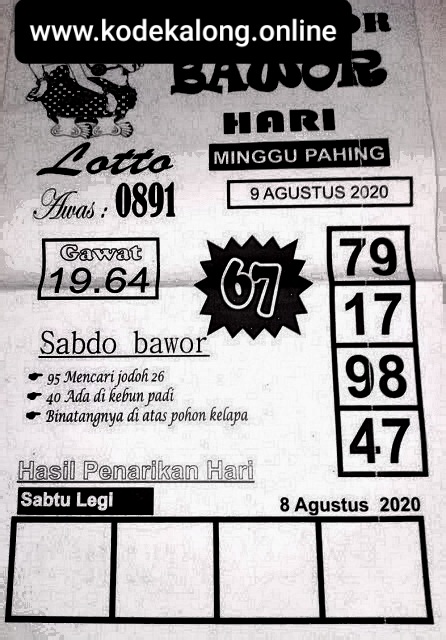 www.kodekalong.online
BAWOR
HARI
Lotto
MINGGU PAHING
Awas : 0891
9 AGUSTUS 2020
Gawat
19.64
67
79
17
98
47
Sabdo bawor
95 Mencari jodoh 26
40 Ada di kebun padi
Binatangnya di atas pohon kelapa
Hasil Penarikan Hari
Sabtu Legi
8 Agustus 2020